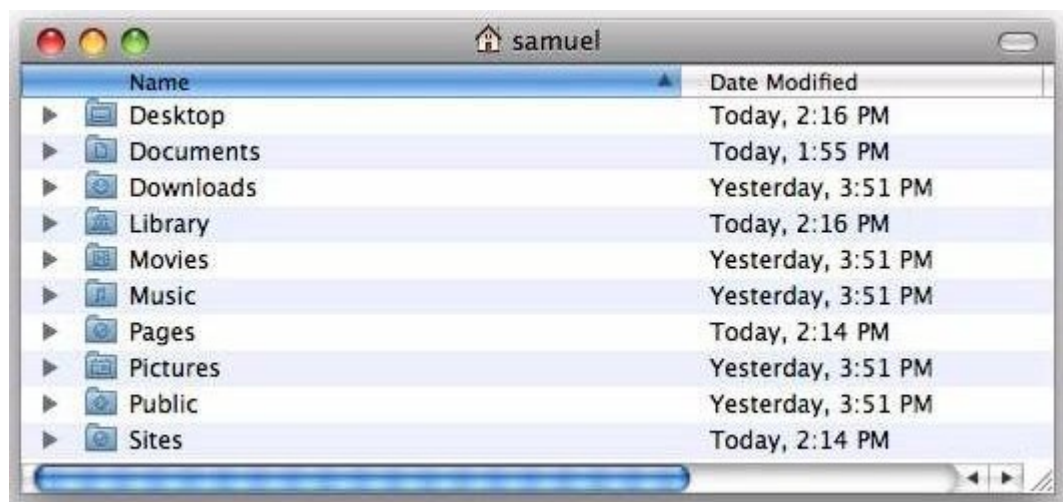 samuel
Name Date Modified
Desktop Today, 2:16 PM
Documents Today, 1:55 PM
Downloads Yesterday, 3:51 PM
Library Today, 2:16 PM
Movies Yesterday, 3:51 PM
Music Yesterday, 3:51 PM
Pages Today, 2:14 PM
Pictures Yesterday, 3:51 PM
Public Yesterday, 3:51 PM
Sites Today, 2:14 PM